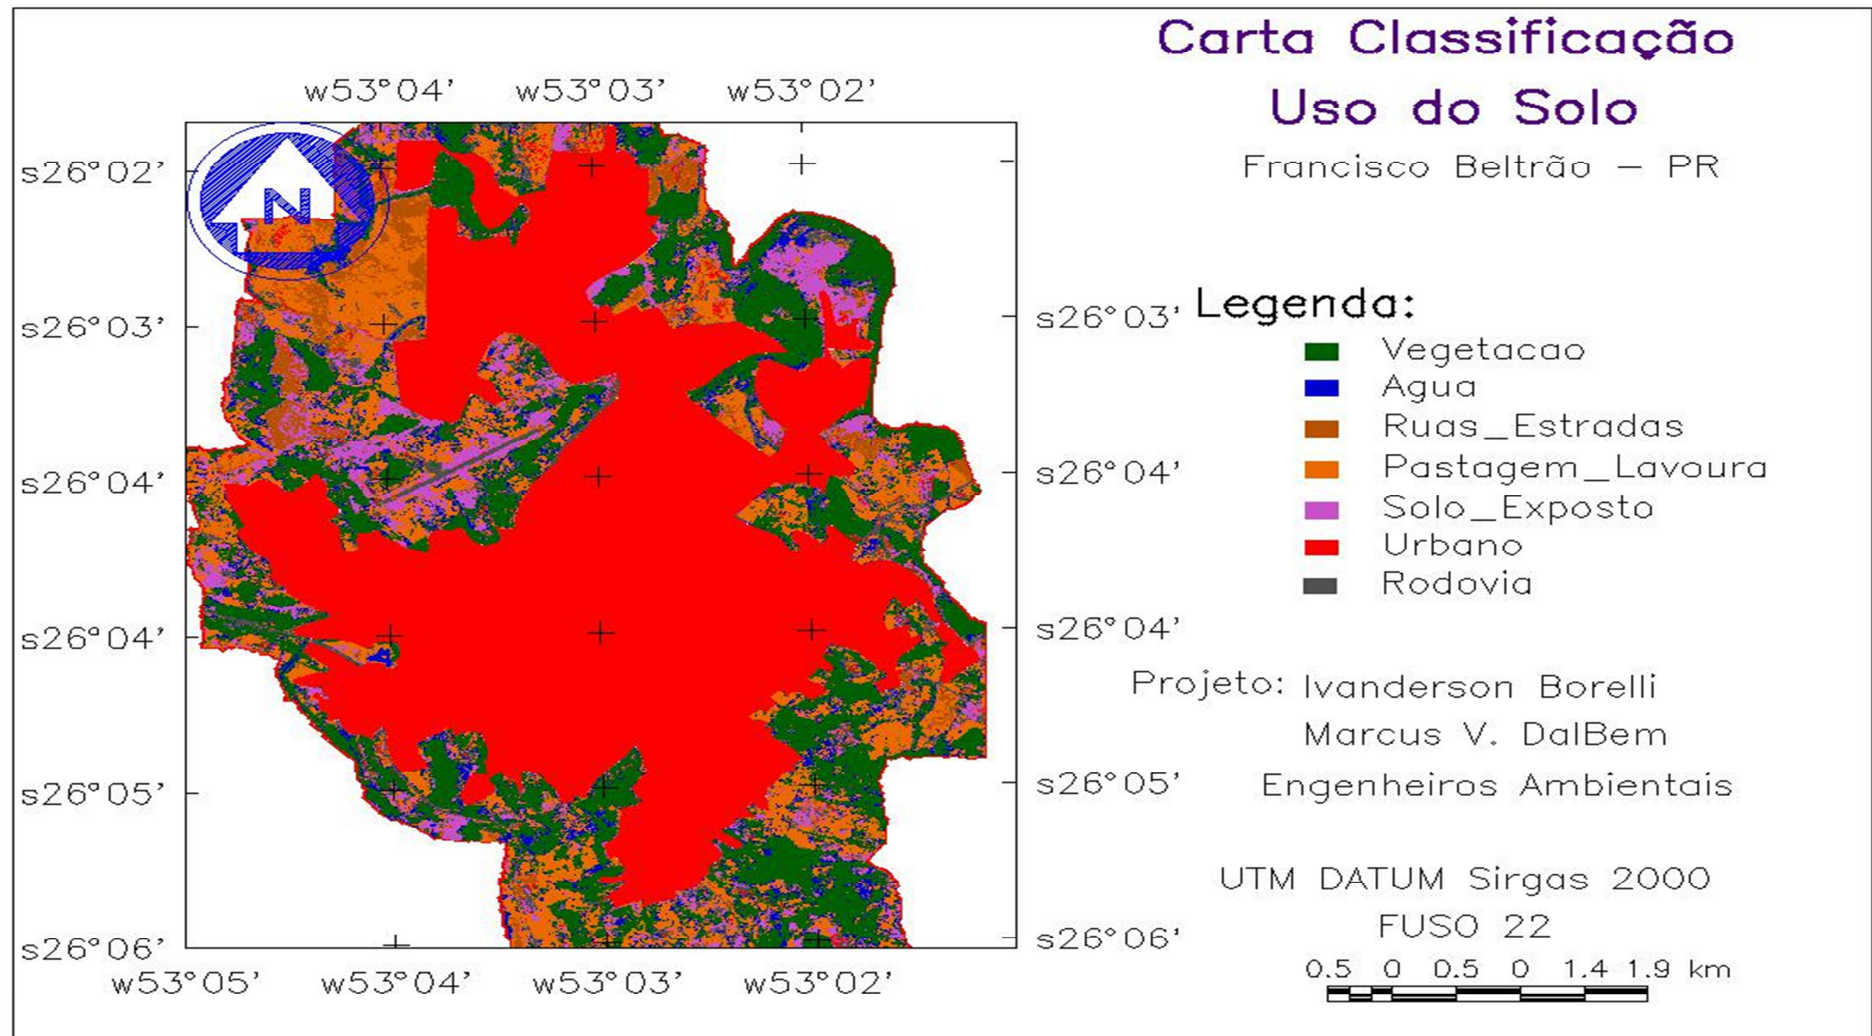 Carta Classificação
Uso do Solo
Francisco Beltrão – PR
w53°04' w53°03' w53°02'
s26°02'
s26°03'
s26°04'
s26°04'
s26°05'
s26°06'
N
s26°03'
s26°04'
s26°04'
s26°05'
s26°06'
w53°05' w53°04' w53°03' w53°02'
Legenda:
Vegetacao
Agua
Ruas_Estradas
Pastagem_Lavoura
Solo_Exposto
Urbano
Rodovia
Projeto: Ivanderson Borelli
Marcus V. DalBem
Engenheiros Ambientais
UTM DATUM Sirgas 2000
FUSO 22
0.5 0 0.5 0 1.4 1.9 km